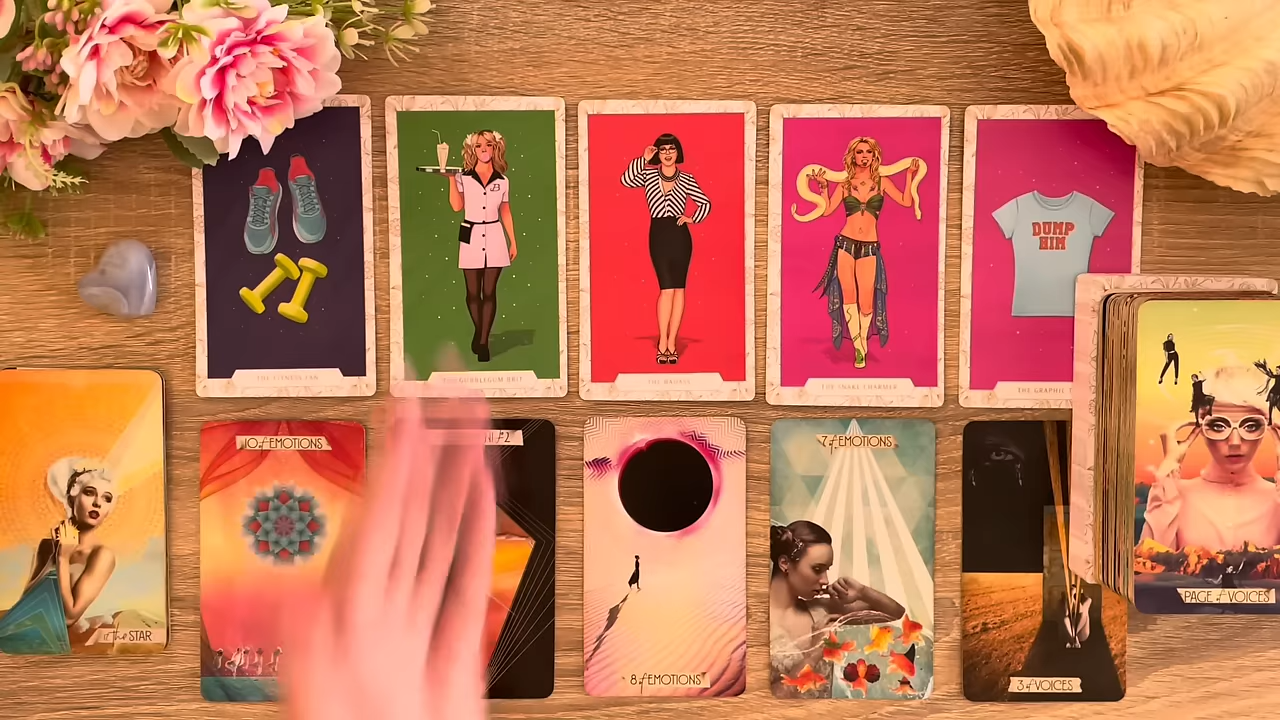 THE FITNESS FAN
THE BUBBLEGUM BRIT
THE BADASS
THE SNAKE CHARMER
THE GRAPHIC T
DUMP
HIM
the STAR
10 of EMOTIONS
#2
8 of EMOTIONS
7 of EMOTIONS
3 of VOICES
PAGE of VOICES